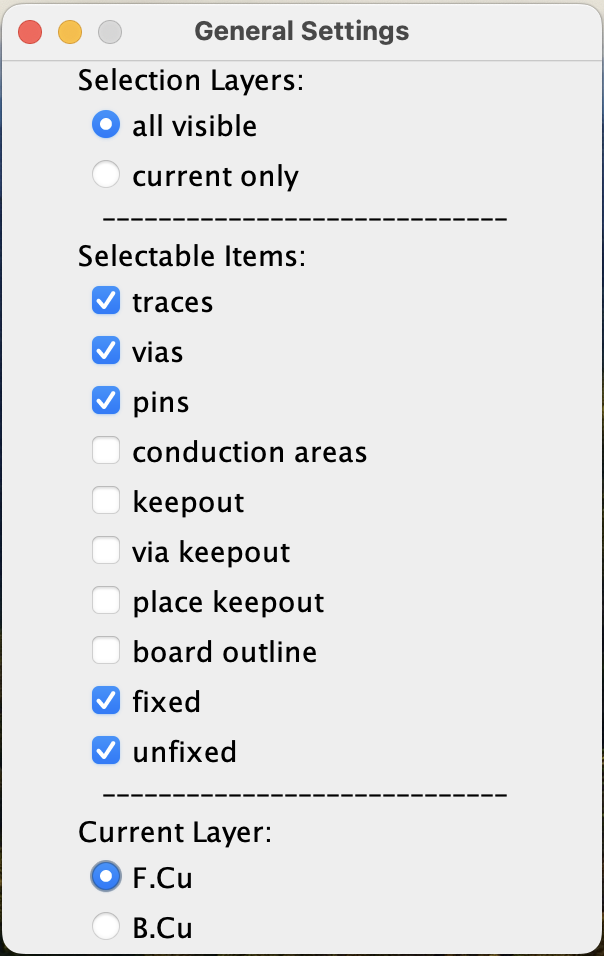 General Settings
Selection Layers:
all visible
current only
-----------------------------
Selectable Items:
traces
vias
pins
conduction areas
keepout
via keepout
place keepout
board outline
fixed
unfixed
-----------------------------
Current Layer:
F.Cu
B.Cu